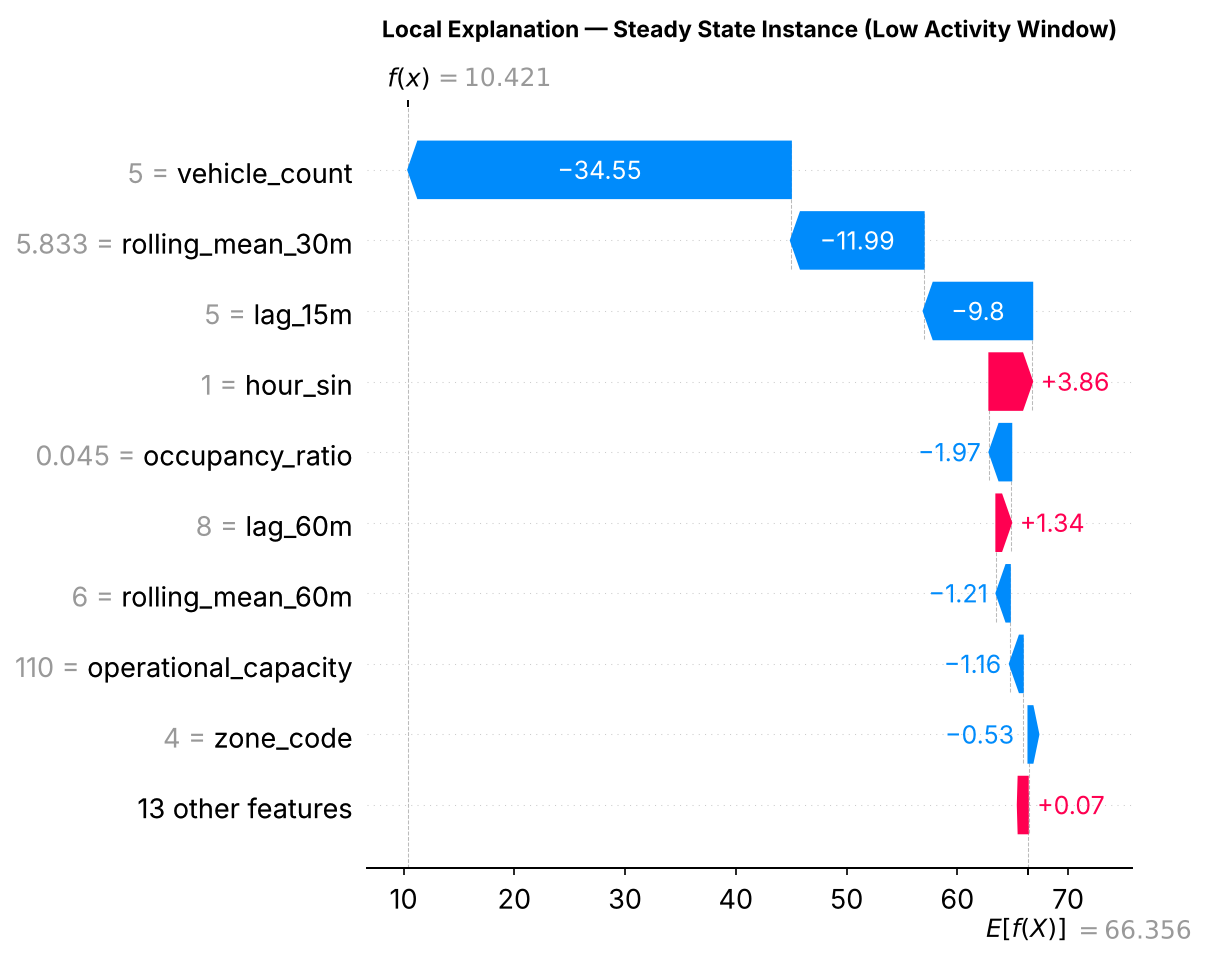 Local Explanation — Steady State Instance (Low Activity Window)
f(x) = 10.421
5 = vehicle_count −34.55
5.833 = rolling_mean_30m −11.99
5 = lag_15m −9.8
1 = hour_sin +3.86
0.045 = occupancy_ratio −1.97
8 = lag_60m +1.34
6 = rolling_mean_60m −1.21
110 = operational_capacity −1.16
4 = zone_code −0.53
13 other features +0.07
10 20 30 40 50 60 70
E[f(X)] = 66.356